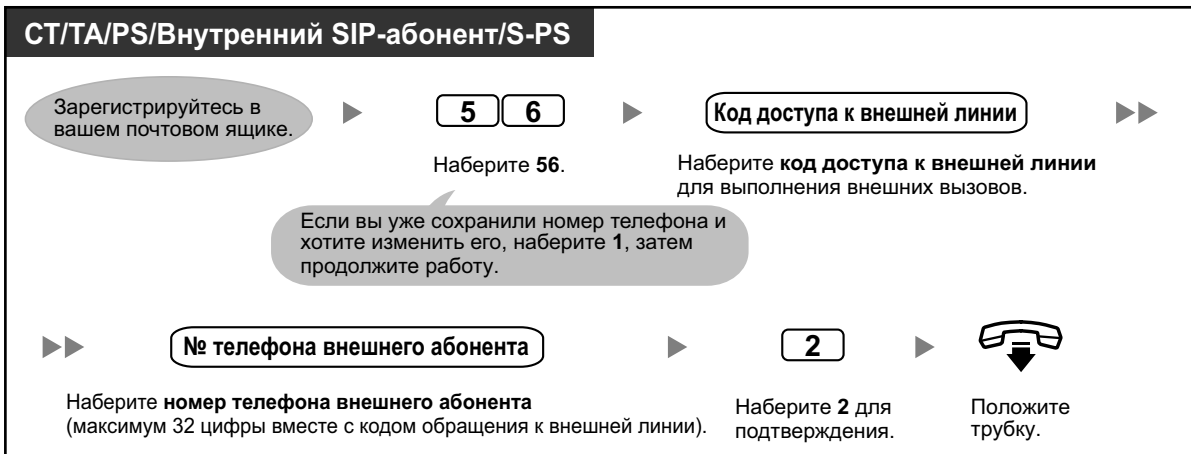 CT/TA/PS/Внутренний SIP-абонент/S-PS
Зарегистрируйтесь в
вашем почтовом ящике.
5 6
Наберите 56.
Код доступа к внешней линии
Наберите код доступа к внешней линии
для выполнения внешних вызовов.
Если вы уже сохранили номер телефона и
хотите изменить его, наберите 1, затем
продолжите работу.
№ телефона внешнего абонента
Наберите номер телефона внешнего абонента
(максимум 32 цифры вместе с кодом обращения к внешней линии).
2
Наберите 2 для
подтверждения.
Положите
трубку.